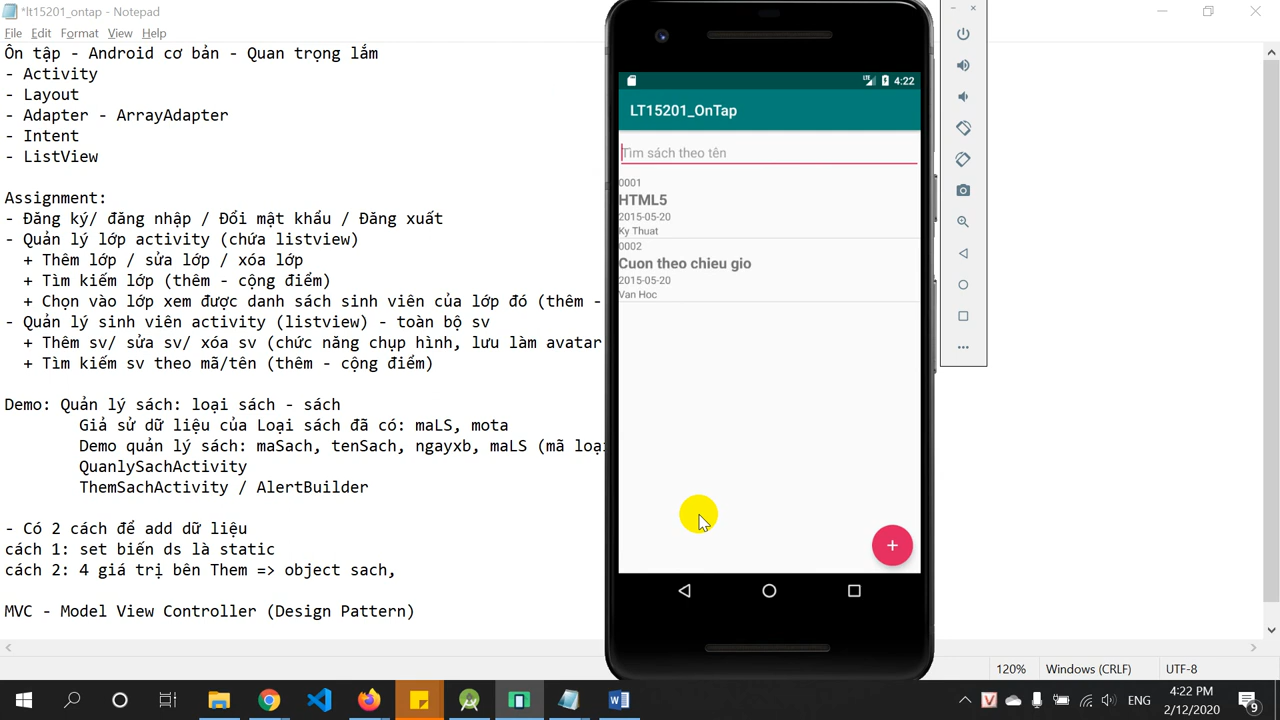 *lt15201_ontap - Notepad
File Edit Format View Help
Ôn tập - Android cơ bản - Quan trọng lắm
- Activity
- Layout
- Adapter - ArrayAdapter
- Intent
- ListView
Assignment:
- Đăng ký/ đăng nhập / Đổi mật khẩu / Đăng xuất
- Quản lý lớp activity (chứa listview)
+ Thêm lớp / sửa lớp / xóa lớp
+ Tìm kiếm lớp (thêm - cộng điểm)
+ Chọn vào lớp xem được danh sách sinh viên của lớp đó (thêm -
- Quản lý sinh viên activity (listview) - toàn bộ sv
+ Thêm sv/ sửa sv/ xóa sv (chức năng chụp hình, lưu làm avatar
+ Tìm kiếm sv theo mã/tên (thêm - cộng điểm)
Demo: Quản lý sách: loại sách - sách
Giả sử dữ liệu của Loại sách đã có: maLS, mota
Demo quản lý sách: maSach, tenSach, ngayxb, maLS (mã loại
QuanlySachActivity
ThemSachActivity / AlertBuilder
- Có 2 cách để add dữ liệu
cách 1: set biến ds là static
cách 2: 4 giá trị bên Them => object sach,
MVC - Model View Controller (Design Pattern)
LTE 4:22
LT15201_OnTap
Tìm sách theo tên
0001
HTML5
2015-05-20
Ky Thuat
0002
Cuon theo chieu gio
2015-05-20
Van Hoc
120% Windows (CRLF) UTF-8
ENG
4:22 PM
2/12/2020
9